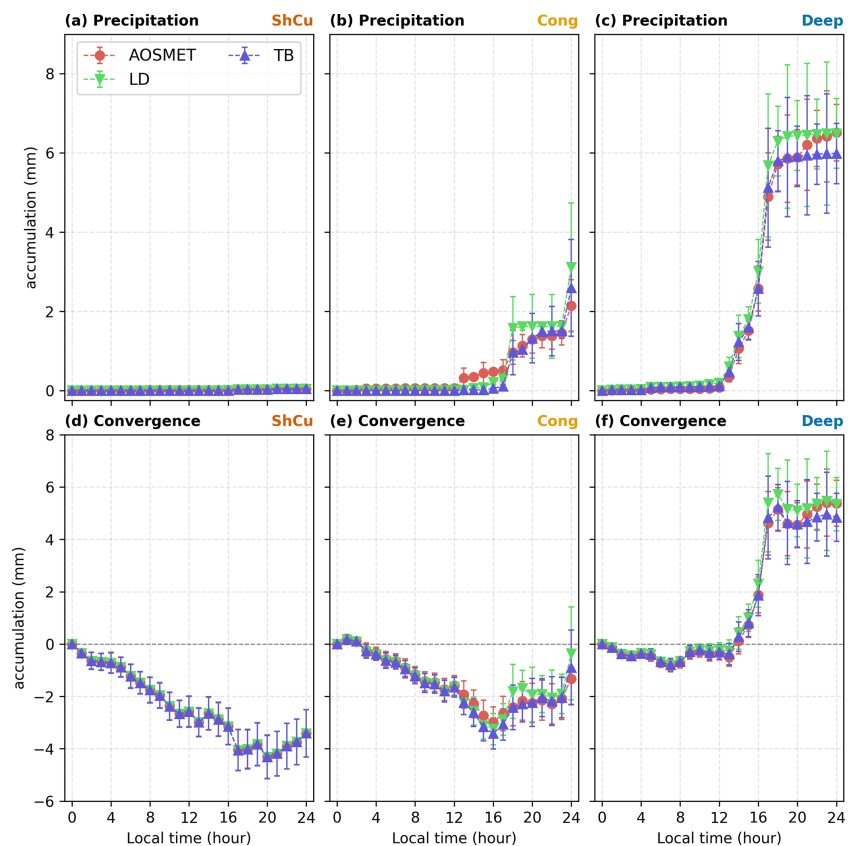 (a) Precipitation ShCu
(b) Precipitation Cong
(c) Precipitation Deep
AOSMET TB
LD
accumulation (mm)
8
6
4
2
0
(d) Convergence ShCu
(e) Convergence Cong
(f) Convergence Deep
accumulation (mm)
8
6
4
2
0
−2
−4
−6
0 4 8 12 16 20 24
0 4 8 12 16 20 24
0 4 8 12 16 20 24
Local time (hour)
Local time (hour)
Local time (hour)